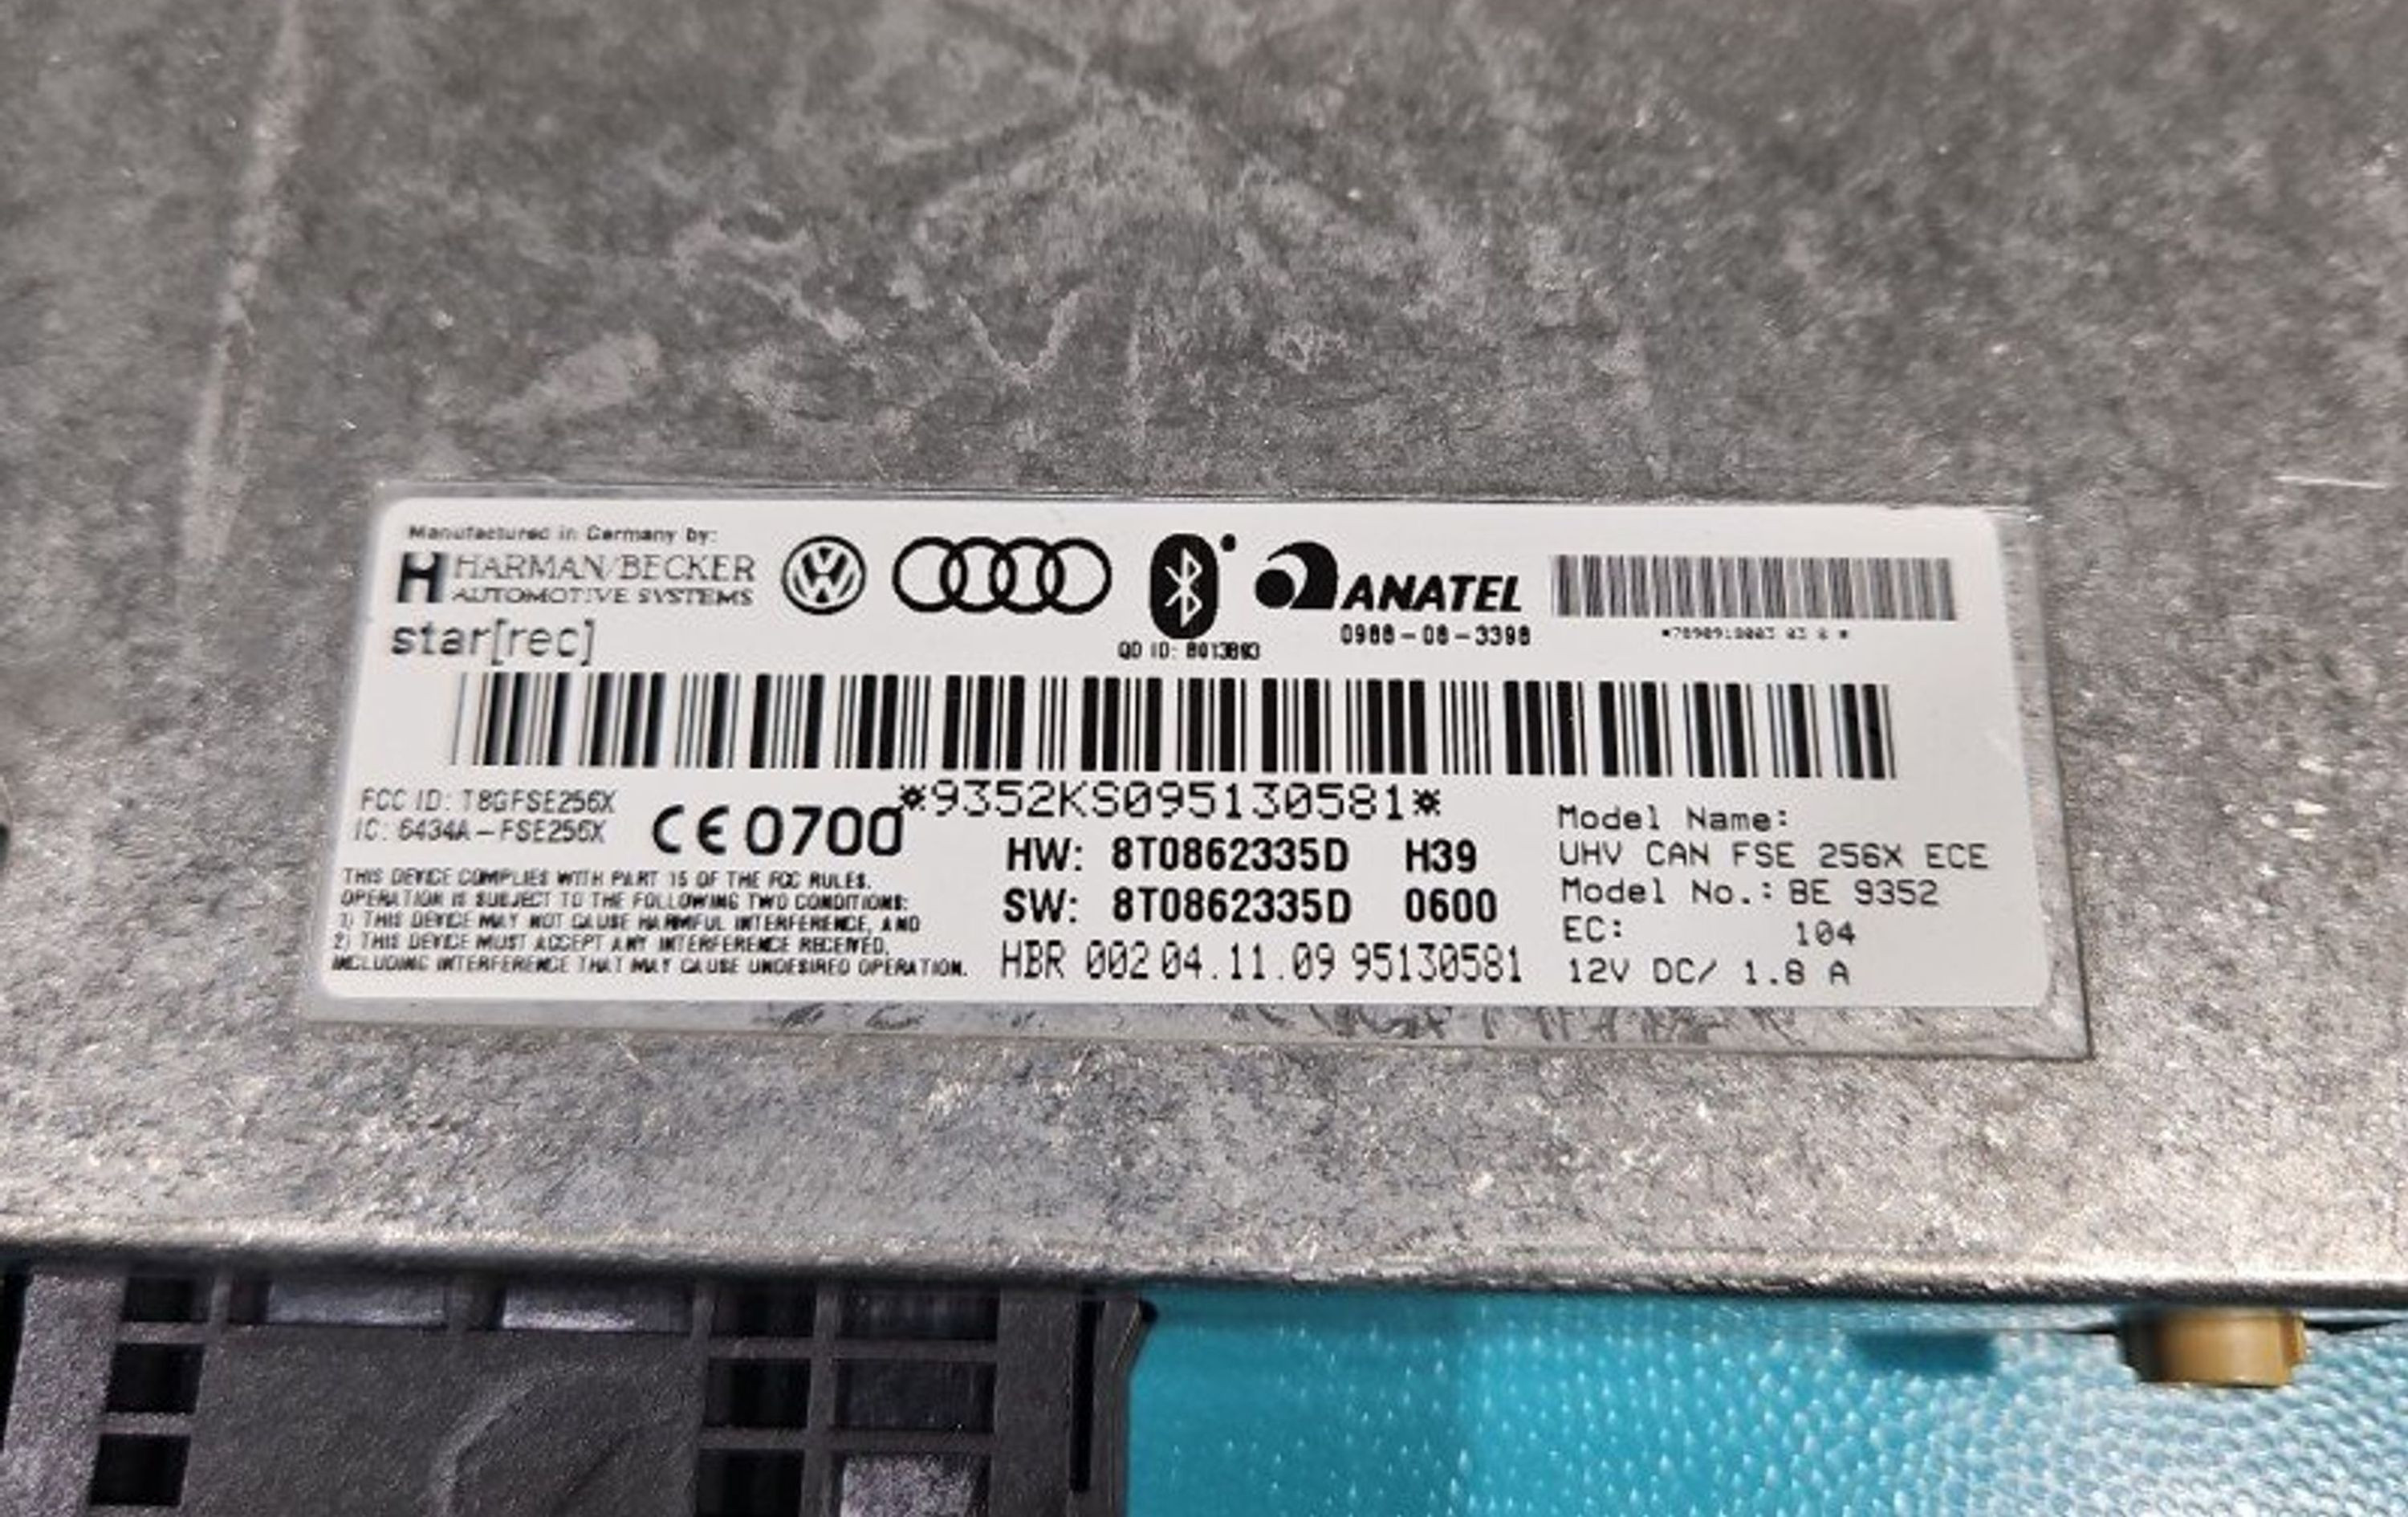 Manufactured in Germany by:
HARMAN/BECKER
AUTOMOTIVE SYSTEMS
star[rec]
QD ID: B013893
ANATEL
0988-08-3398
*9352KS095130581*
FCC ID: T8GFSE256X
IC: 6434A-FSE256X
CE 0700
THIS DEVICE COMPLIES WITH PART 15 OF THE FCC RULES.
OPERATION IS SUBJECT TO THE FOLLOWING TWO CONDITIONS:
1) THIS DEVICE MAY NOT CAUSE HARMFUL INTERFERENCE, AND
2) THIS DEVICE MUST ACCEPT ANY INTERFERENCE RECEIVED,
INCLUDING INTERFERENCE THAT MAY CAUSE UNDESIRED OPERATION.
HW: 8T0862335D H39
SW: 8T0862335D 0600
HBR 002 04.11.09 95130581
Model Name:
UHV CAN FSE 256X ECE
Model No.: BE 9352
EC: 104
12V DC/ 1.8 A